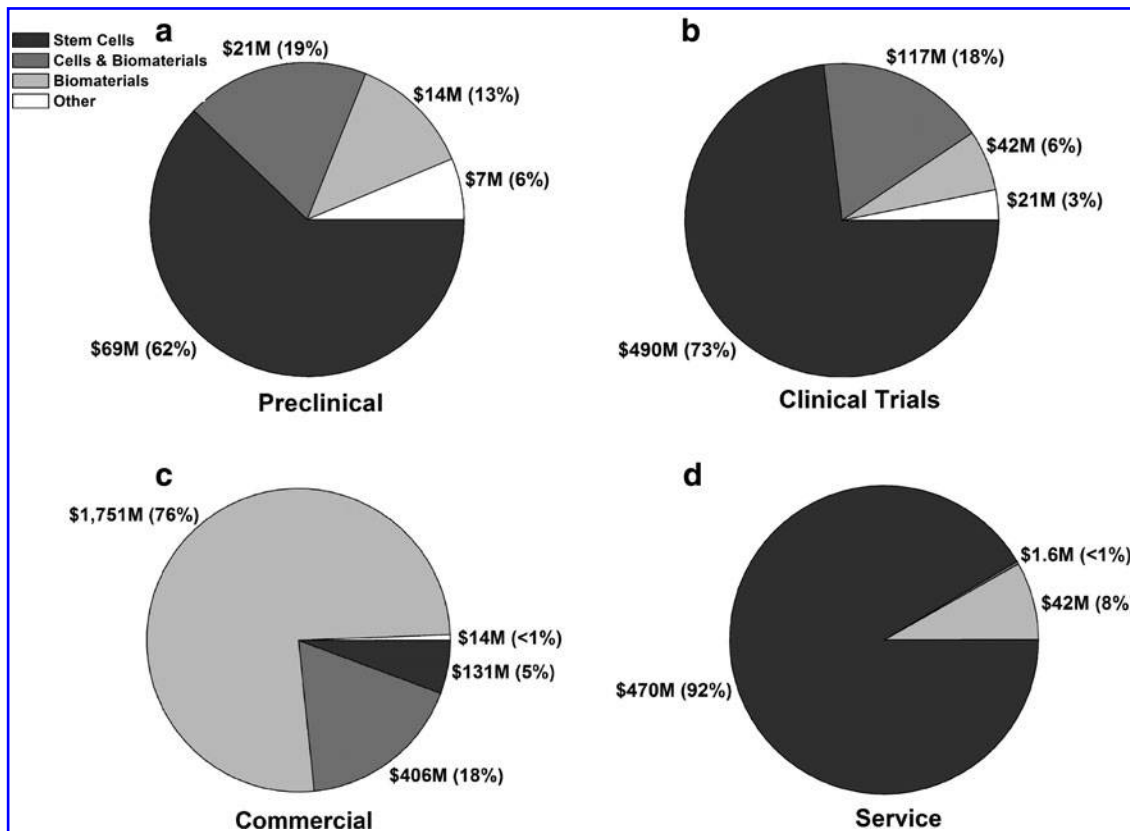 a
Stem Cells
Cells & Biomaterials
Biomaterials
Other
$21M (19%)
$14M (13%)
$7M (6%)
$69M (62%)
Preclinical
b
$117M (18%)
$42M (6%)
$21M (3%)
$490M (73%)
Clinical Trials
c
$1,751M (76%)
$14M (<1%)
$131M (5%)
$406M (18%)
Commercial
d
$1.6M (<1%)
$42M (8%
$470M (92%)
Service